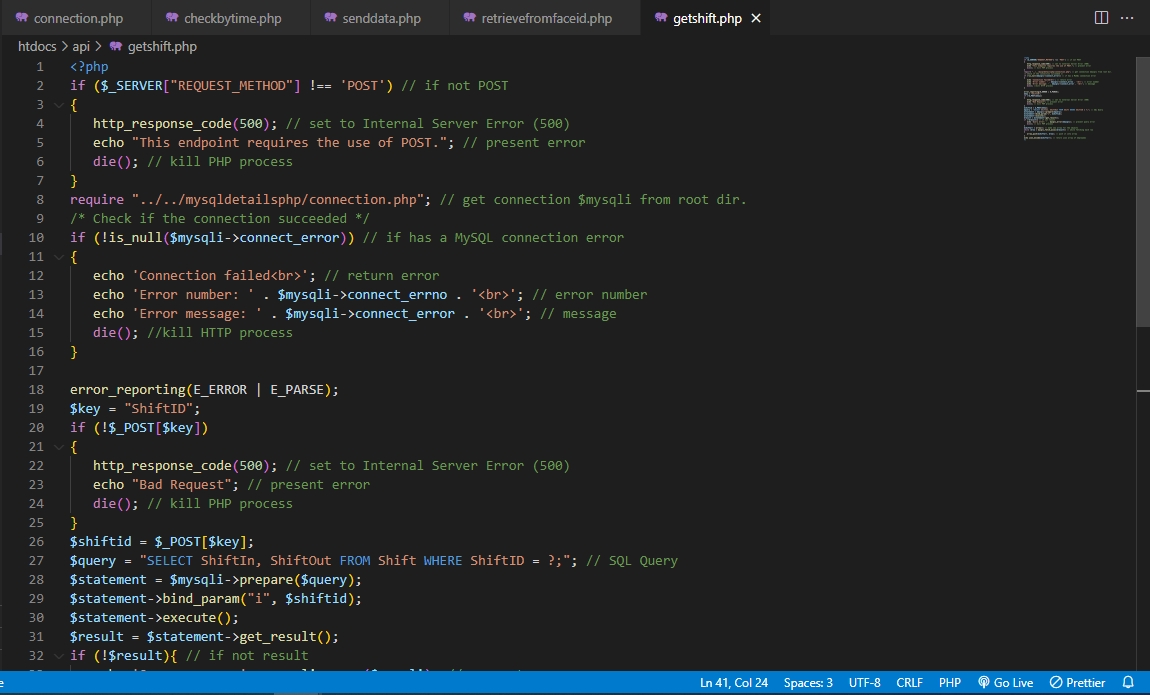 connection.php checkbytime.php senddata.php retrievefromfaceid.php getshift.php
htdocs > api > getshift.php
1 <?php
2 if ($_SERVER["REQUEST_METHOD"] !== 'POST') // if not POST
3 {
4 http_response_code(500); // set to Internal Server Error (500)
5 echo "This endpoint requires the use of POST."; // present error
6 die(); // kill PHP process
7 }
8 require "../../mysqldetailsphp/connection.php"; // get connection $mysqli from root dir.
9 /* Check if the connection succeeded */
10 if (!is_null($mysqli->connect_error)) // if has a MySQL connection error
11 {
12 echo 'Connection failed<br>'; // return error
13 echo 'Error number: ' . $mysqli->connect_errno . '<br>'; // error number
14 echo 'Error message: ' . $mysqli->connect_error . '<br>'; // message
15 die(); //kill HTTP process
16 }
17
18 error_reporting(E_ERROR | E_PARSE);
19 $key = "ShiftID";
20 if (!$_POST[$key])
21 {
22 http_response_code(500); // set to Internal Server Error (500)
23 echo "Bad Request"; // present error
24 die(); // kill PHP process
25 }
26 $shiftid = $_POST[$key];
27 $query = "SELECT ShiftIn, ShiftOut FROM Shift WHERE ShiftID = ?;"; // SQL Query
28 $statement = $mysqli->prepare($query);
29 $statement->bind_param("i", $shiftid);
30 $statement->execute();
31 $result = $statement->get_result();
32 if (!$result){ // if not result
Ln 41, Col 24 Spaces: 3 UTF-8 CRLF PHP Go Live Prettier